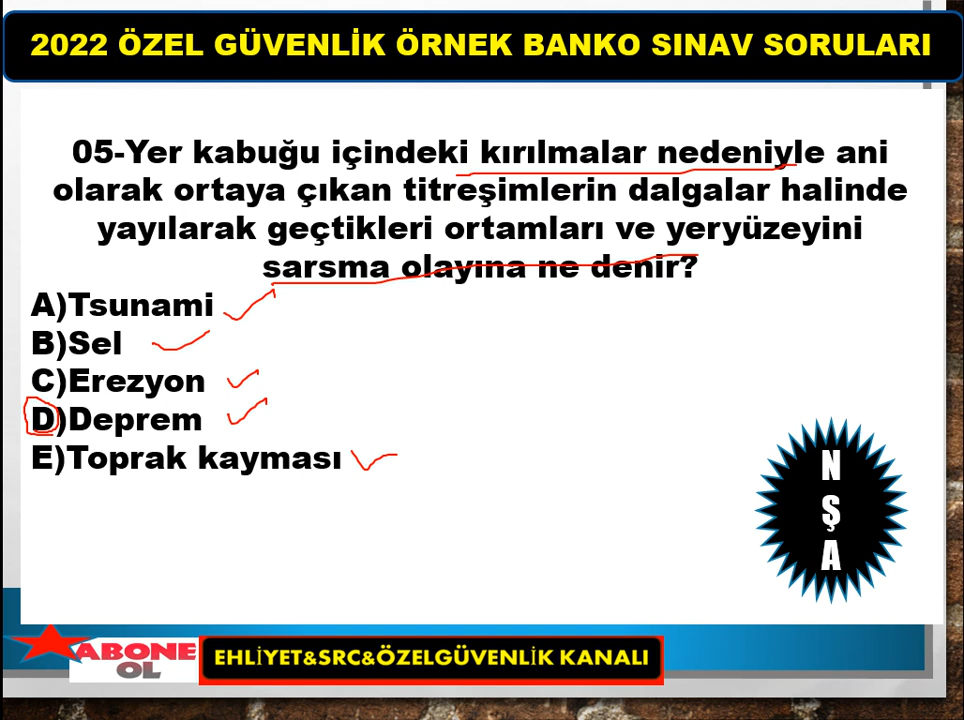 2022 ÖZEL GÜVENLİK ÖRNEK BANKO SINAV SORULARI
05-Yer kabuğu içindeki kırılmalar nedeniyle ani
olarak ortaya çıkan titreşimlerin dalgalar halinde
yayılarak geçtikleri ortamları ve yeryüzeyini
sarsma olayına ne denir?
A)Tsunami
B)Sel
C)Erezyon
D)Deprem
E)Toprak kayması
N
Ş
A
ABONE
OL
EHLİYET&SRC&ÖZELGÜVENLİK KANALI